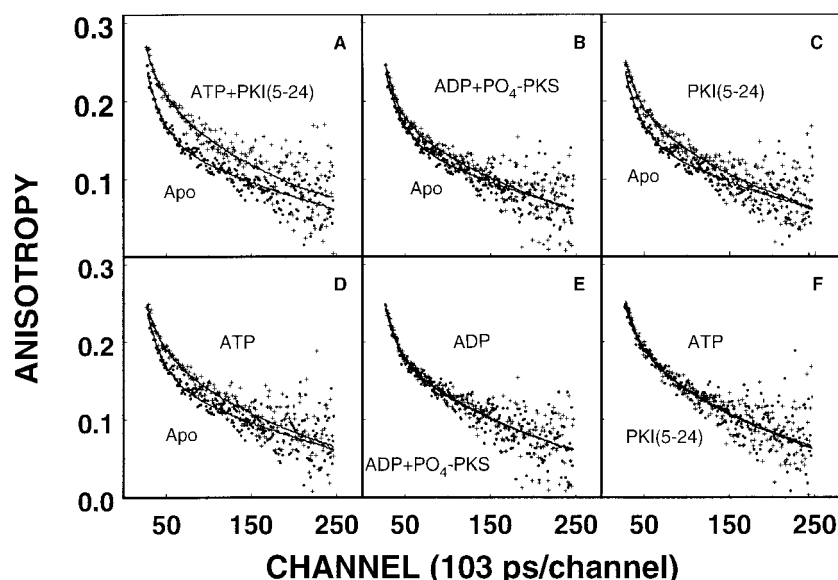 ANISOTROPY
0.3
0.2
0.1
A
ATP+PKI(5-24)
Apo
B
ADP+PO₄-PKS
Apo
C
PKI(5-24)
Apo
0.3
0.2
0.1
0.0
D
ATP
Apo
E
ADP
ADP+PO₄-PKS
F
ATP
PKI(5-24)
50 150 250 50 150 250 50 150 250
CHANNEL (103 ps/channel)